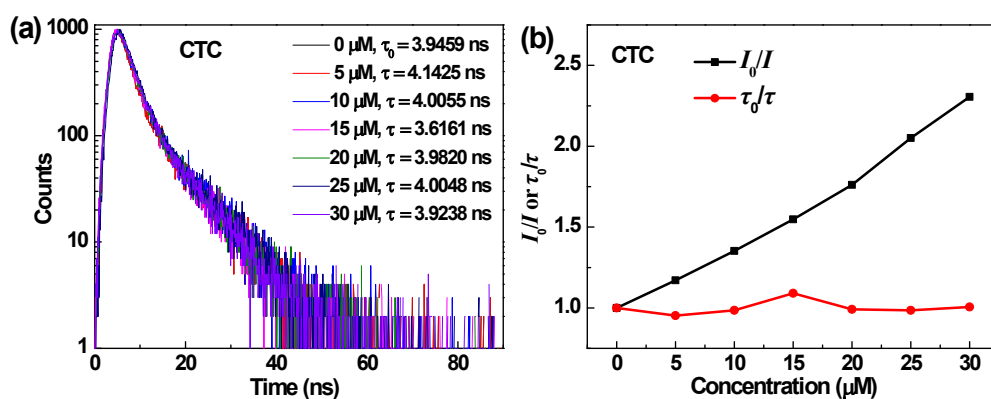 (a)
CTC
0 μM, τ₀ = 3.9459 ns
5 μM, τ = 4.1425 ns
10 μM, τ = 4.0055 ns
15 μM, τ = 3.6161 ns
20 μM, τ = 3.9820 ns
25 μM, τ = 4.0048 ns
30 μM, τ = 3.9238 ns
Counts
1000
100
10
1
0 20 40 60 80
Time (ns)
(b)
CTC
I₀/I
τ₀/τ
I₀/I or τ₀/τ
2.5
2.0
1.5
1.0
0 5 10 15 20 25 30
Concentration (μM)